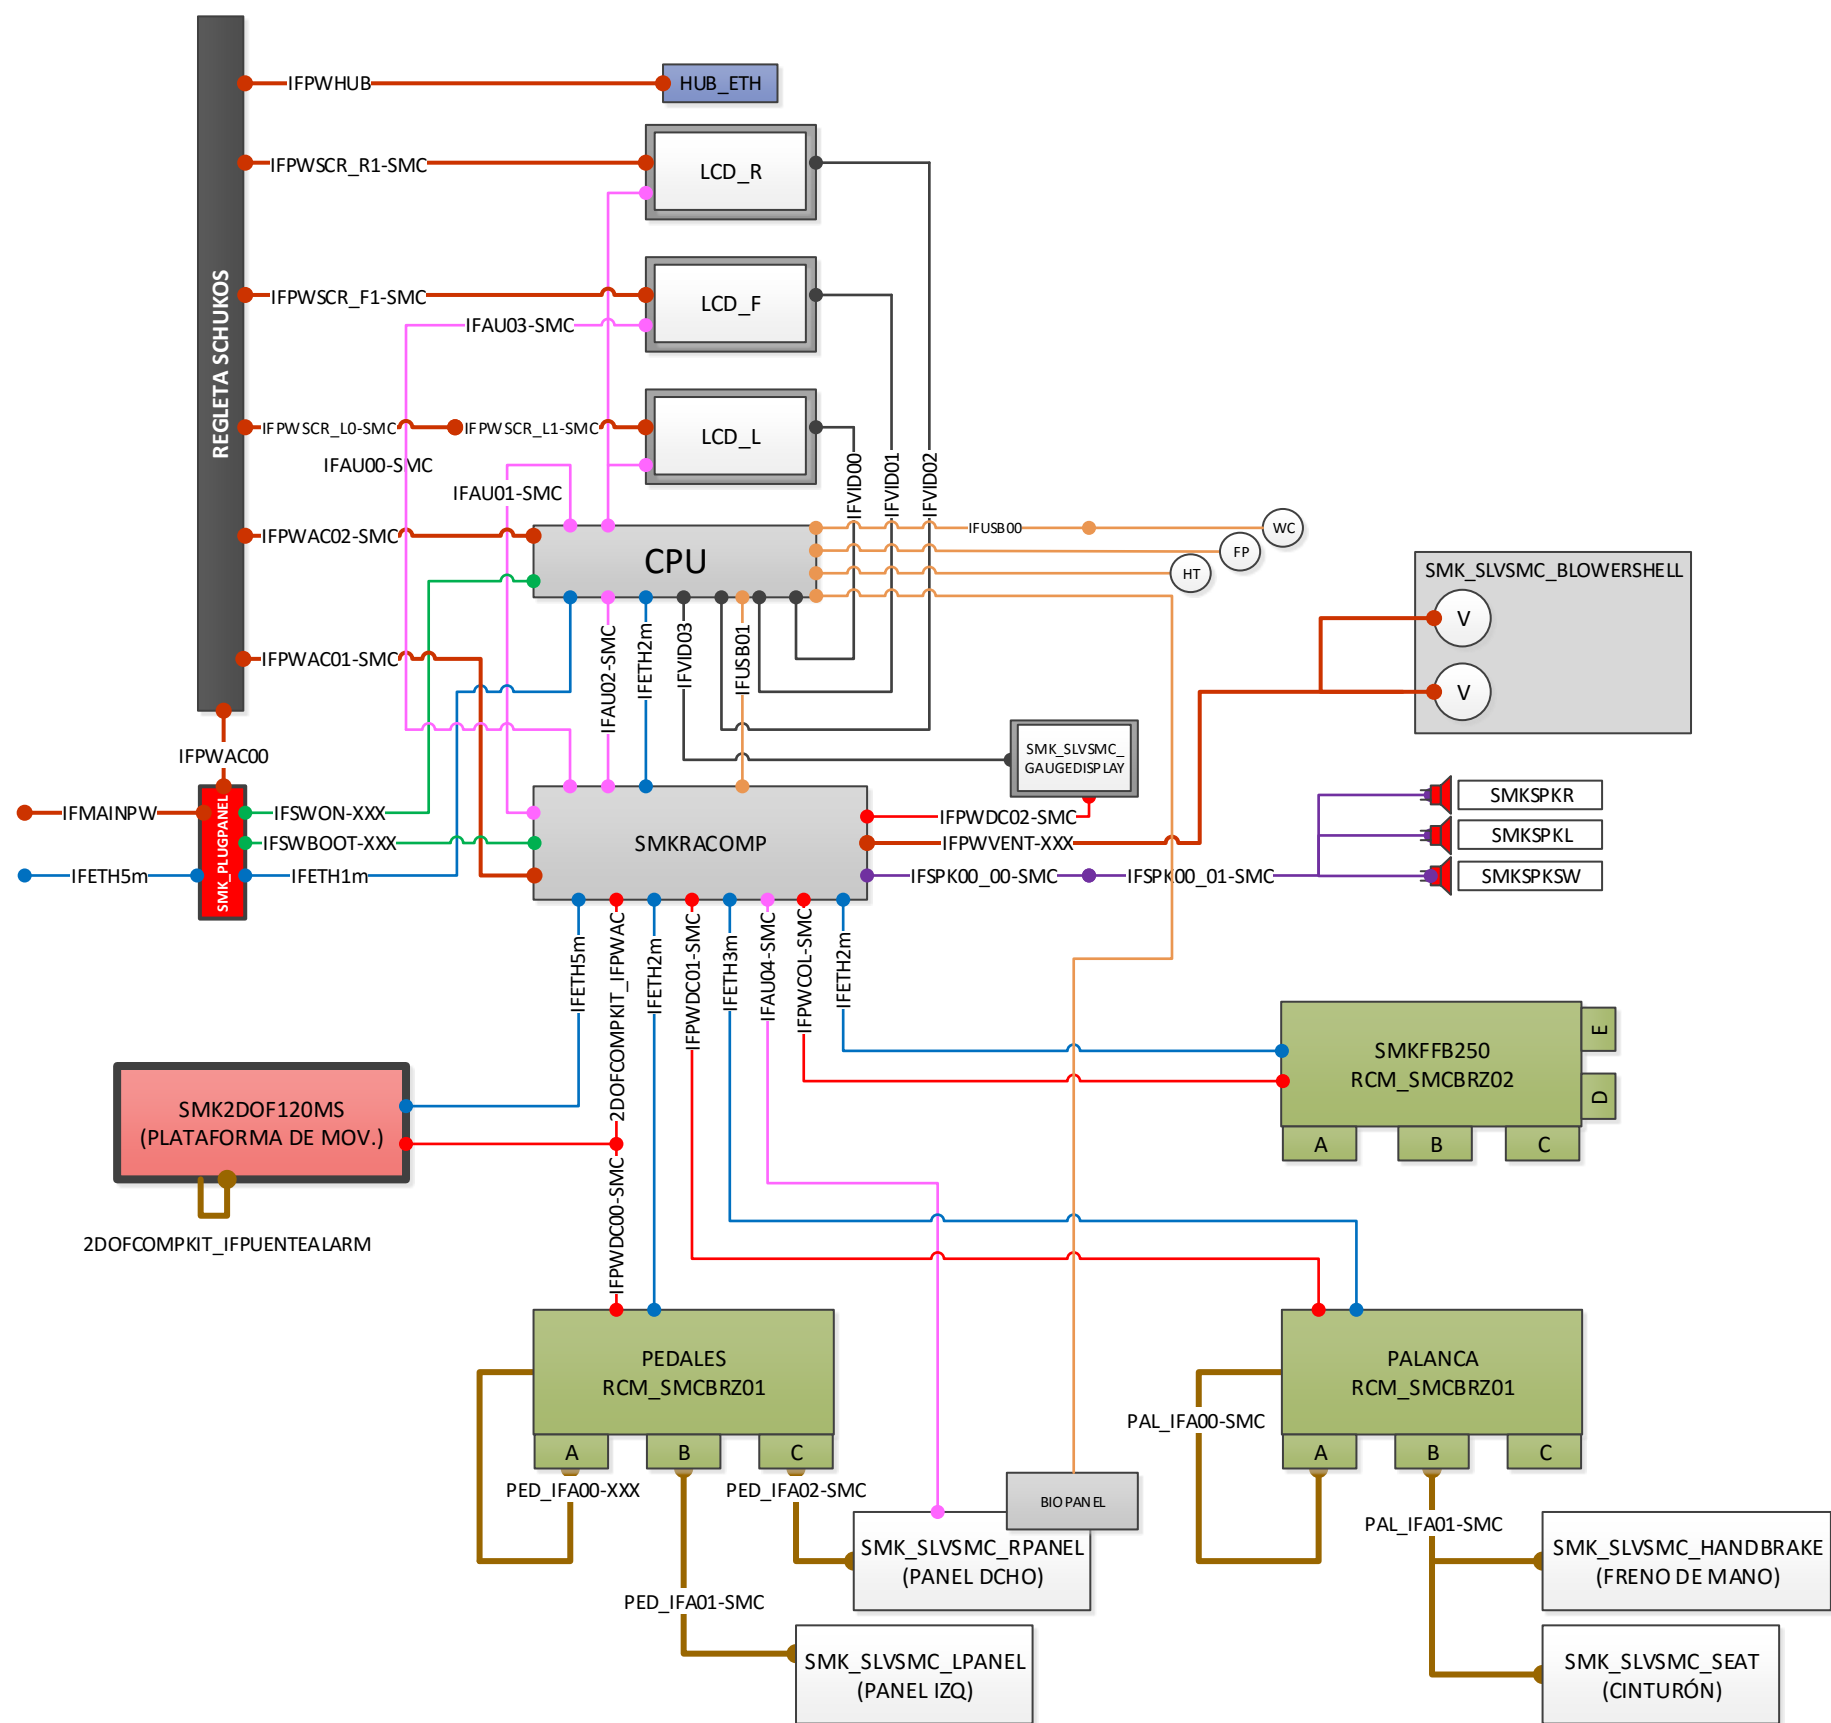 REGLETA SCHUKOS
IFPWHUB
HUB_ETH
IFPWSCR_R1-SMC
LCD_R
IFPWSCR_F1-SMC
LCD_F
IFAU03-SMC
IFPWSCR_L0-SMC
IFPWSCR_L1-SMC
LCD_L
IFAU00-SMC
IFAU01-SMC
IFVID00
IFVID01
IFVID02
IFPWAC02-SMC
CPU
IFUSB00
WC
FP
HT
SMK_SLVSMC_BLOWERSHELL
V
V
IFPWAC01-SMC
IFAU02-SMC
IFETH2m
IFVID03
IFUSB01
IFPWAC00
SMK_SLVSMC_
GAUGEDISPLAY
IFMAINPW
SMK_PLUGPANEL
IFSWON-XXX
IFSWBOOT-XXX
IFETH5m
IFETH1m
SMKRACOMP
IFPWDC02-SMC
IFPWVENT-XXX
IFSPK00_00-SMC
IFSPK00_01-SMC
SMKSPKR
SMKSPKL
SMKSPKSW
IFETH5m
2DOFCOMPKIT_IFPWAC
IFETH2m
IFPWDC01-SMC
IFETH3m
IFAU04-SMC
IFPWCOL-SMC
IFETH2m
SMKFFB250
RCM_SMCBRZ02
E
D
A
B
C
SMK2DOF120MS
(PLATAFORMA DE MOV.)
2DOFCOMPKIT_IFPUENTEALARM
IFPWDC00-SMC
PEDALES
RCM_SMCBRZ01
A
B
C
PED_IFA00-XXX
PED_IFA02-SMC
PED_IFA01-SMC
PALANCA
RCM_SMCBRZ01
A
B
C
PAL_IFA00-SMC
PAL_IFA01-SMC
BIOPANEL
SMK_SLVSMC_RPANEL
(PANEL DCHO)
SMK_SLVSMC_LPANEL
(PANEL IZQ)
SMK_SLVSMC_HANDBRAKE
(FRENO DE MANO)
SMK_SLVSMC_SEAT
(CINTURÓN)